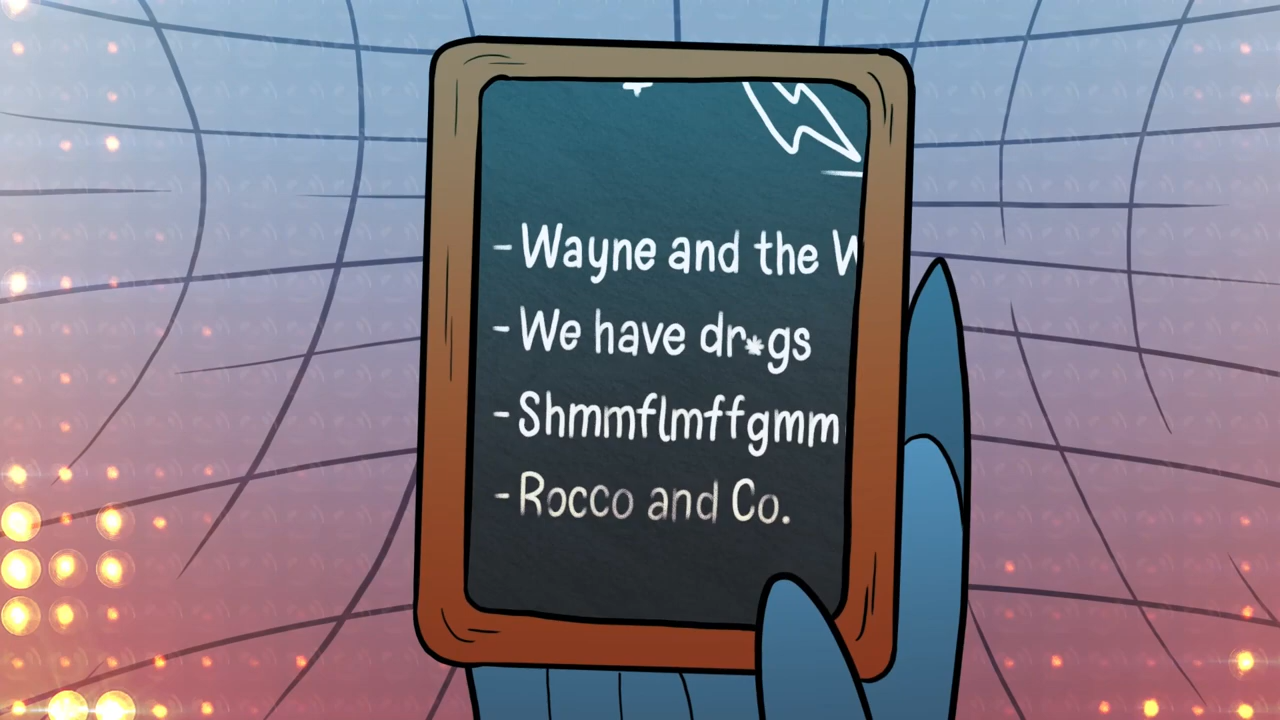 - Wayne and the W
- We have dr*gs
- Shmmflmffgmm
- Rocco and Co.